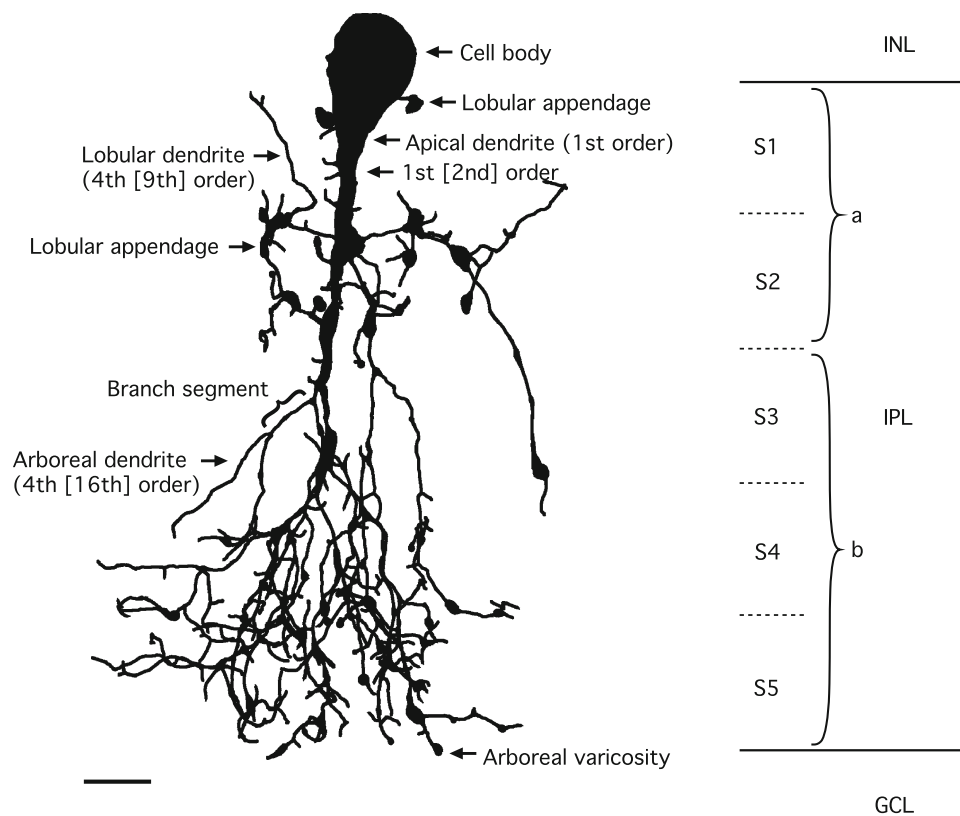 INL
Cell body
Lobular appendage
Apical dendrite (1st order)
1st [2nd] order
Lobular dendrite
(4th [9th] order)
S1
a
Lobular appendage
S2
Branch segment
S3
IPL
Arboreal dendrite
(4th [16th] order)
S4
b
S5
Arboreal varicosity
GCL